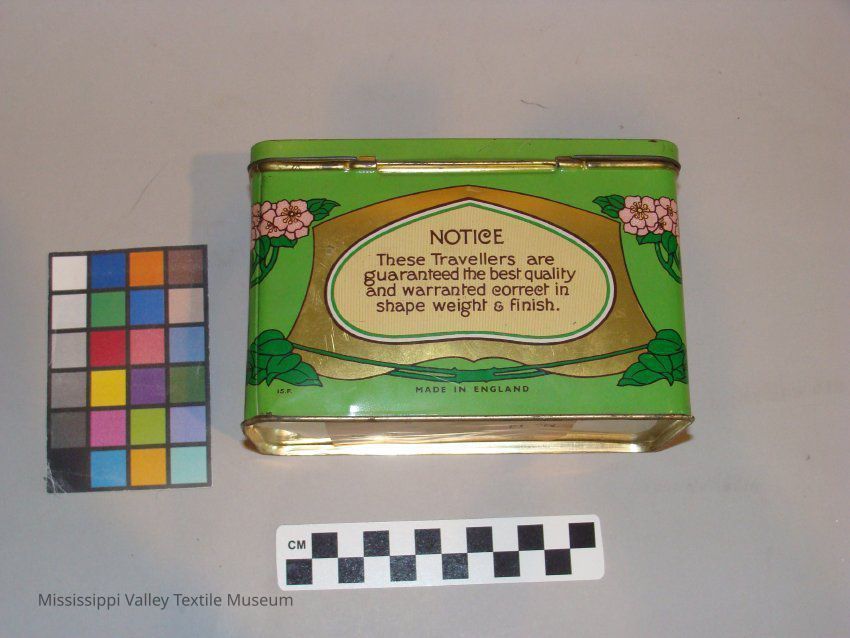 NOTICE
These Travellers are
guaranteed the best quality
and warranted correct in
shape weight & finish.
I.S.F.
MADE IN ENGLAND
CM
Mississippi Valley Textile Museum